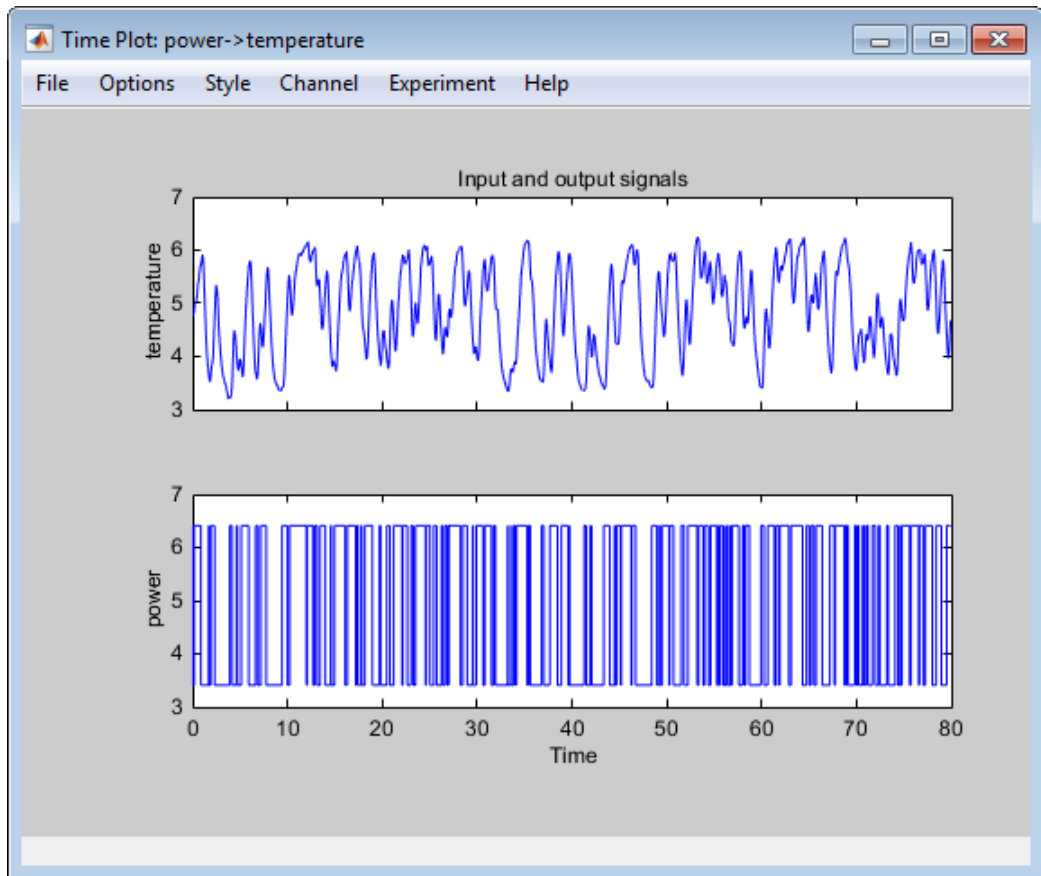 Time Plot: power->temperature
File Options Style Channel Experiment Help
Input and output signals
7
6
5
4
3
temperature
7
6
5
4
3
power
0 10 20 30 40 50 60 70 80
Time